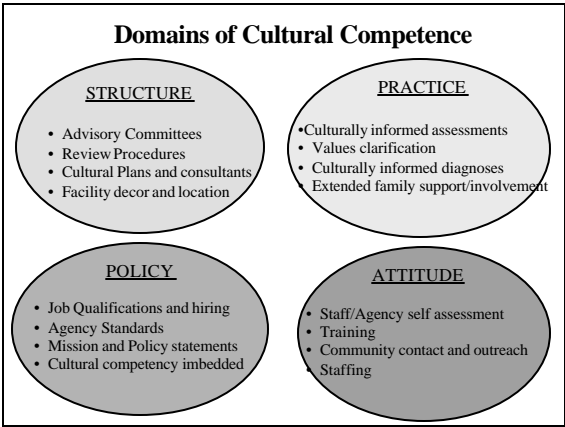 Domains of Cultural Competence
STRUCTURE
• Advisory Committees
• Review Procedures
• Cultural Plans and consultants
• Facility decor and location
PRACTICE
•Culturally informed assessments
• Values clarification
• Culturally informed diagnoses
• Extended family support/involvement
POLICY
• Job Qualifications and hiring
• Agency Standards
• Mission and Policy statements
• Cultural competency imbedded
ATTITUDE
• Staff/Agency self assessment
• Training
• Community contact and outreach
• Staffing